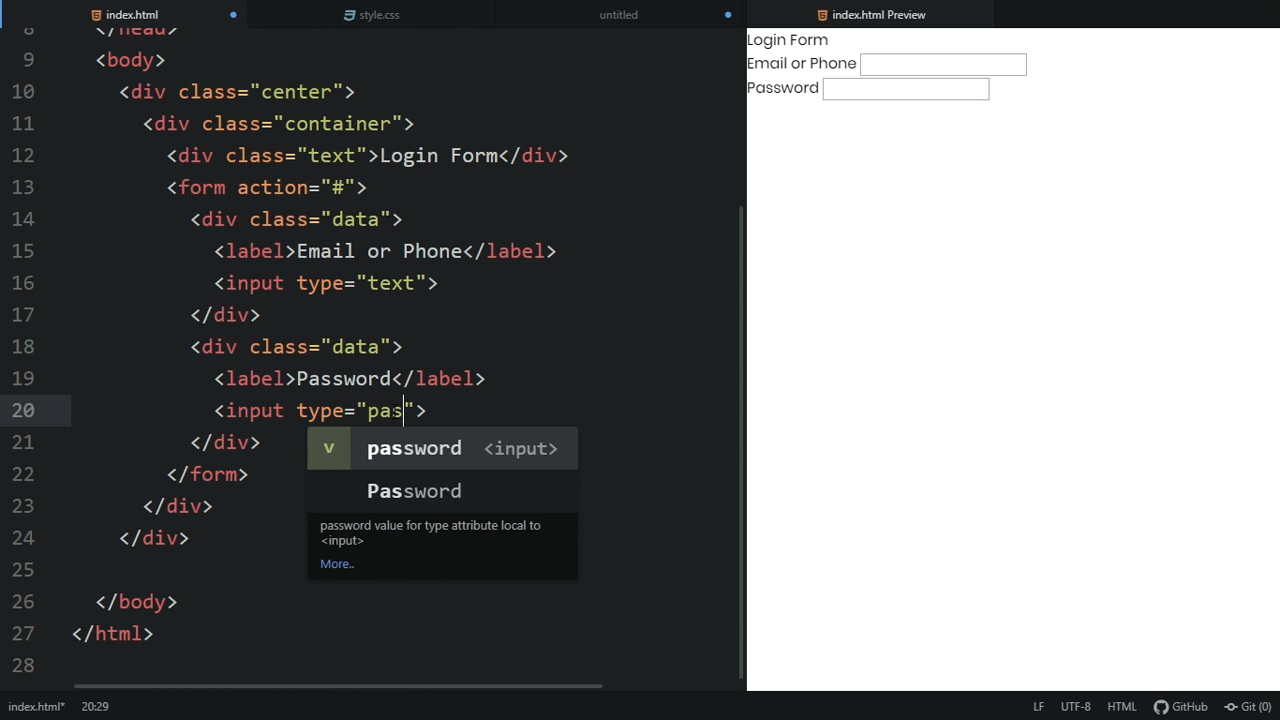 index.html
style.css
untitled
index.html Preview
8 </head>
9 <body>
10 <div class="center">
11 <div class="container">
12 <div class="text">Login Form</div>
13 <form action="#">
14 <div class="data">
15 <label>Email or Phone</label>
16 <input type="text">
17 </div>
18 <div class="data">
19 <label>Password</label>
20 <input type="pas">
21 </div>
22 </form>
23 </div>
24 </div>
25
26 </body>
27 </html>
28
v password <input>
Password
password value for type attribute local to
<input>
More..
Login Form
Email or Phone
Password
index.html* 20:29 LF UTF-8 HTML GitHub Git (0)